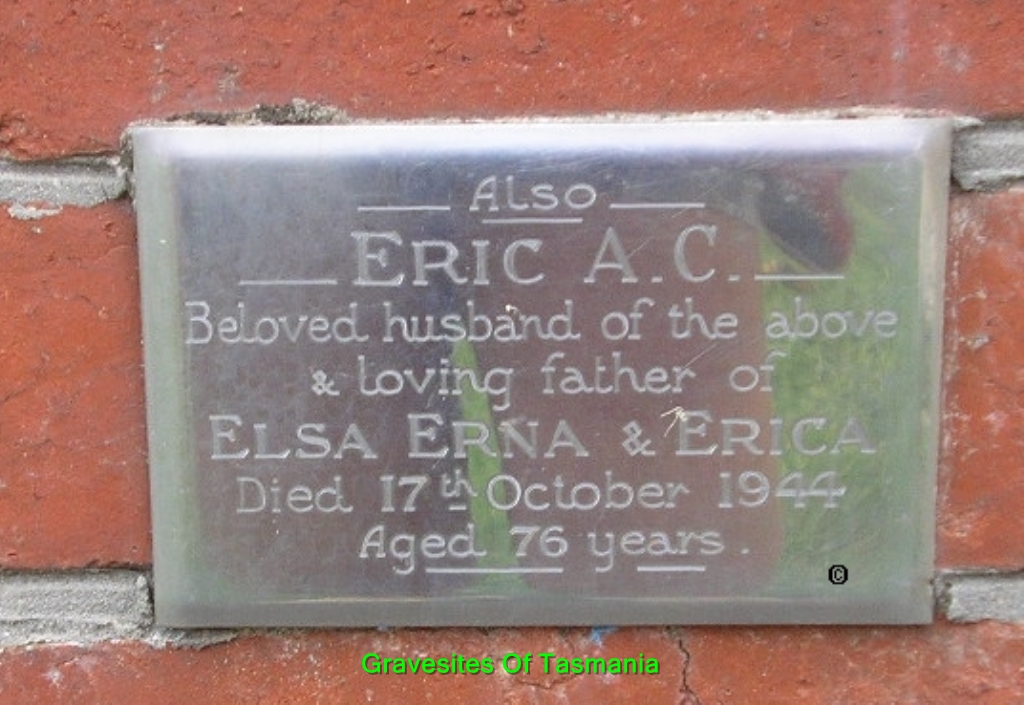 Also
ERIC A.C.
Beloved husband of the above
& loving father of
ELSA ERNA & ERICA
Died 17th October 1944
Aged 76 years.
©
Gravesites Of Tasmania